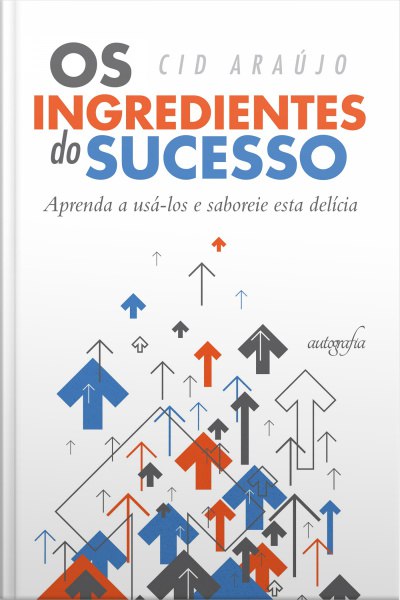 OS
CID ARAÚJO
INGREDIENTES
do SUCESSO
Aprenda a usá-los e saboreie esta delícia
autografia